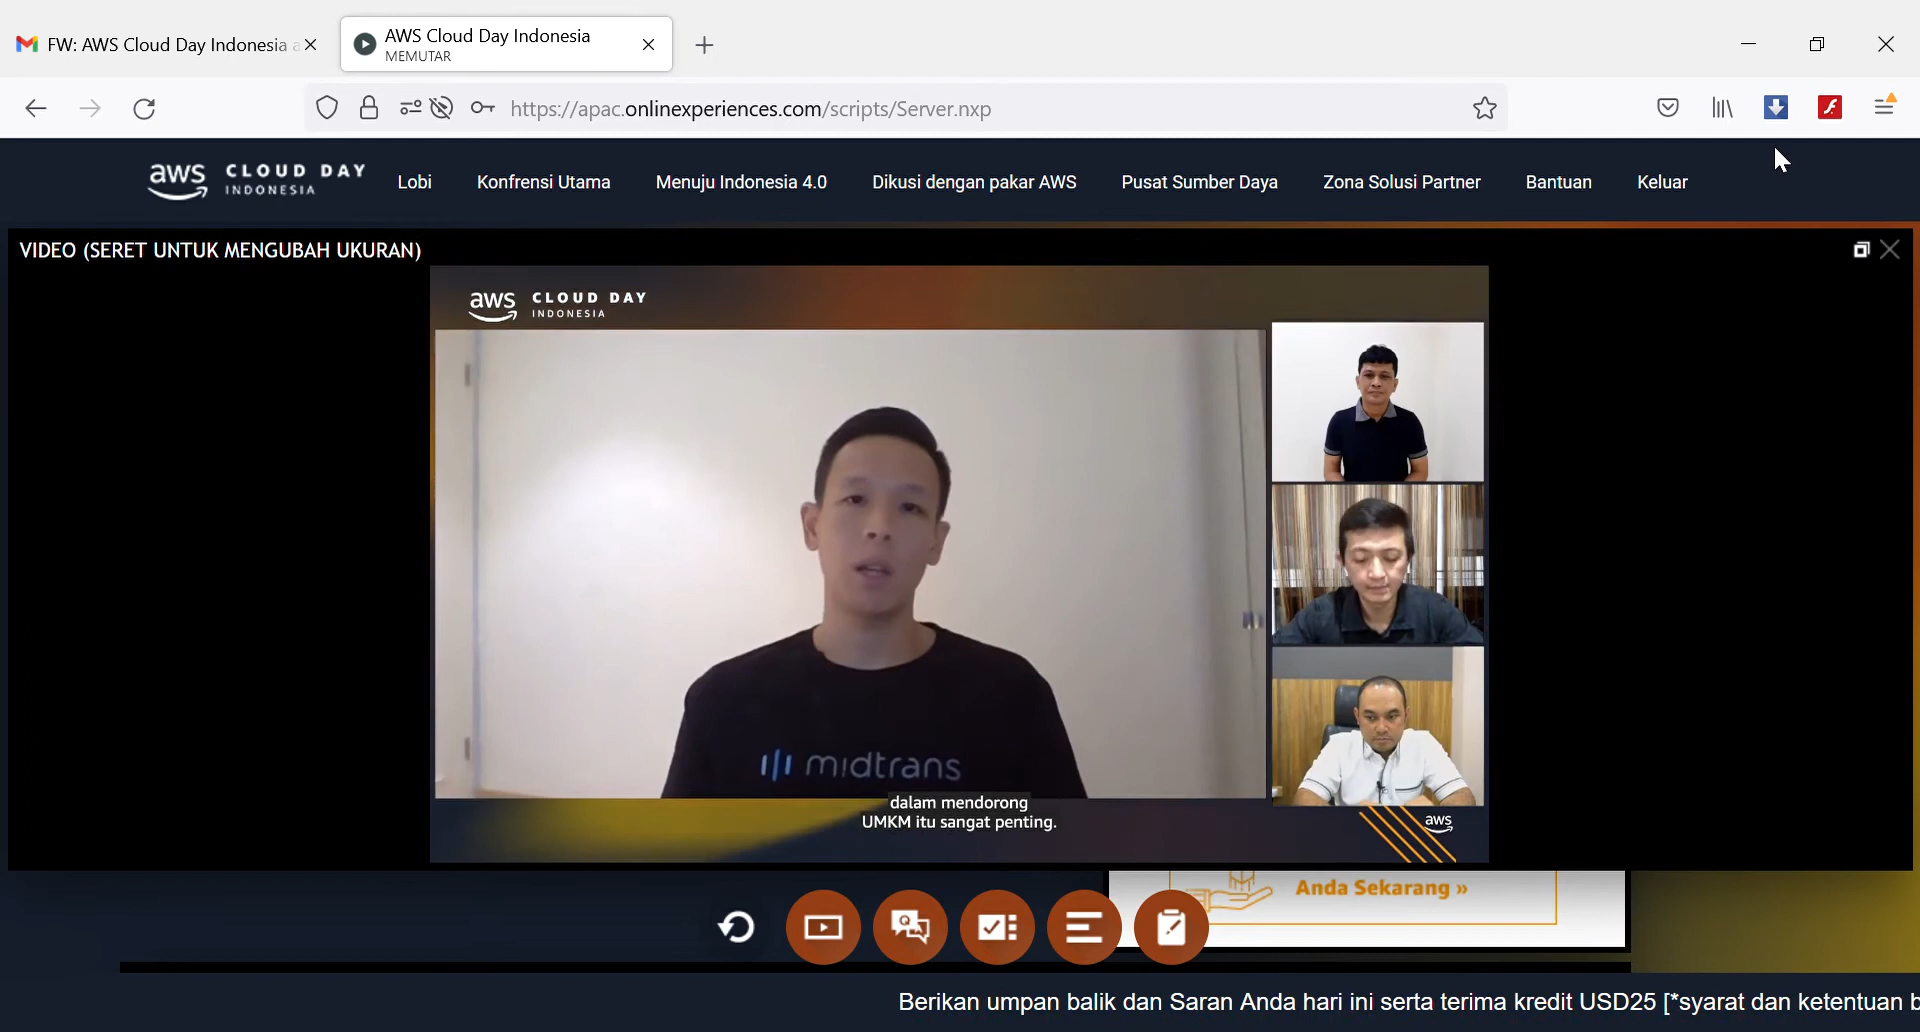 FW: AWS Cloud Day Indonesia a
AWS Cloud Day Indonesia
MEMUTAR
https://apac.onlinexperiences.com/scripts/Server.nxp
aws CLOUD DAY
INDONESIA
Lobi
Konfrensi Utama
Menuju Indonesia 4.0
Dikusi dengan pakar AWS
Pusat Sumber Daya
Zona Solusi Partner
Bantuan
Keluar
VIDEO (SERET UNTUK MENGUBAH UKURAN)
aws CLOUD DAY
INDONESIA
midtrans
dalam mendorong
UMKM itu sangat penting.
aws
Anda Sekarang »
Q
Berikan umpan balik dan Saran Anda hari ini serta terima kredit USD25 [*syarat dan ketentuan b